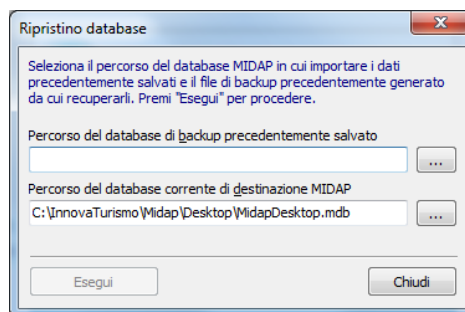 Ripristino database
Seleziona il percorso del database MIDAP in cui importare i dati
precedentemente salvati e il file di backup precedentemente generato
da cui recuperarli. Premi "Esegui" per procedere.
Percorso del database di backup precedentemente salvato
...
Percorso del database corrente di destinazione MIDAP
C:\InnovaTurismo\Midap\Desktop\MidapDesktop.mdb
...
Esegui
Chiudi